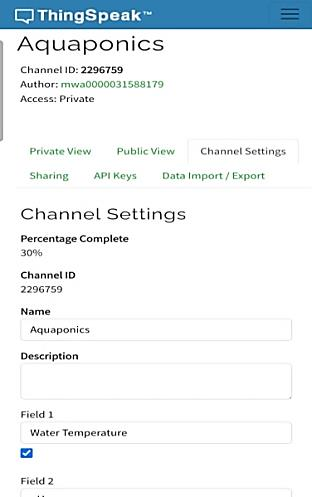 ThingSpeak™
Aquaponics
Channel ID: 2296759
Author: mwa0000031588179
Access: Private
Private View Public View Channel Settings
Sharing API Keys Data Import / Export
Channel Settings
Percentage Complete
30%
Channel ID
2296759
Name
Aquaponics
Description
Field 1
Water Temperature
Field 2